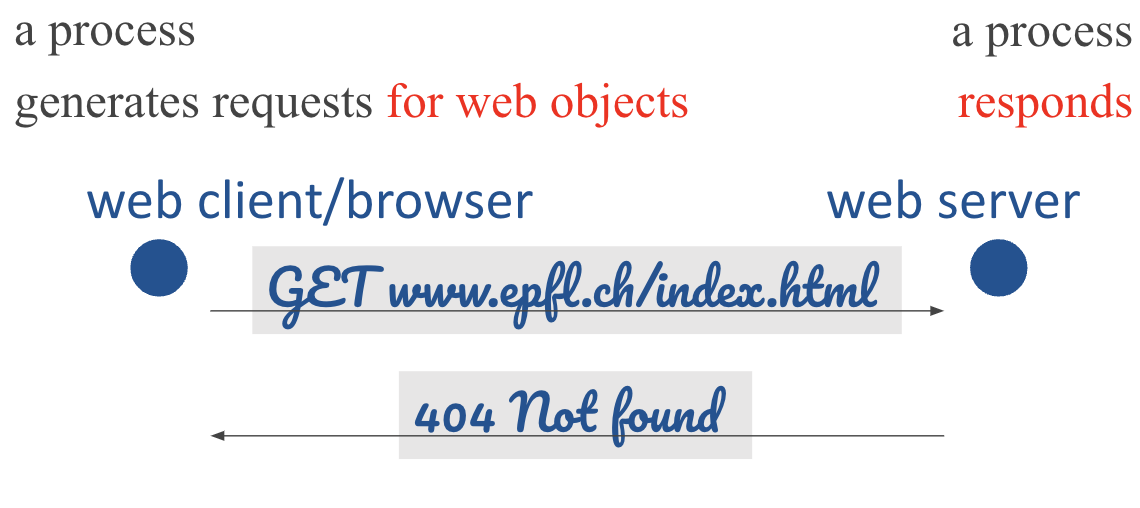 a process
generates requests for web objects
a process
responds
web client/browser
web server
GET www.epfl.ch/index.html
404 Not found